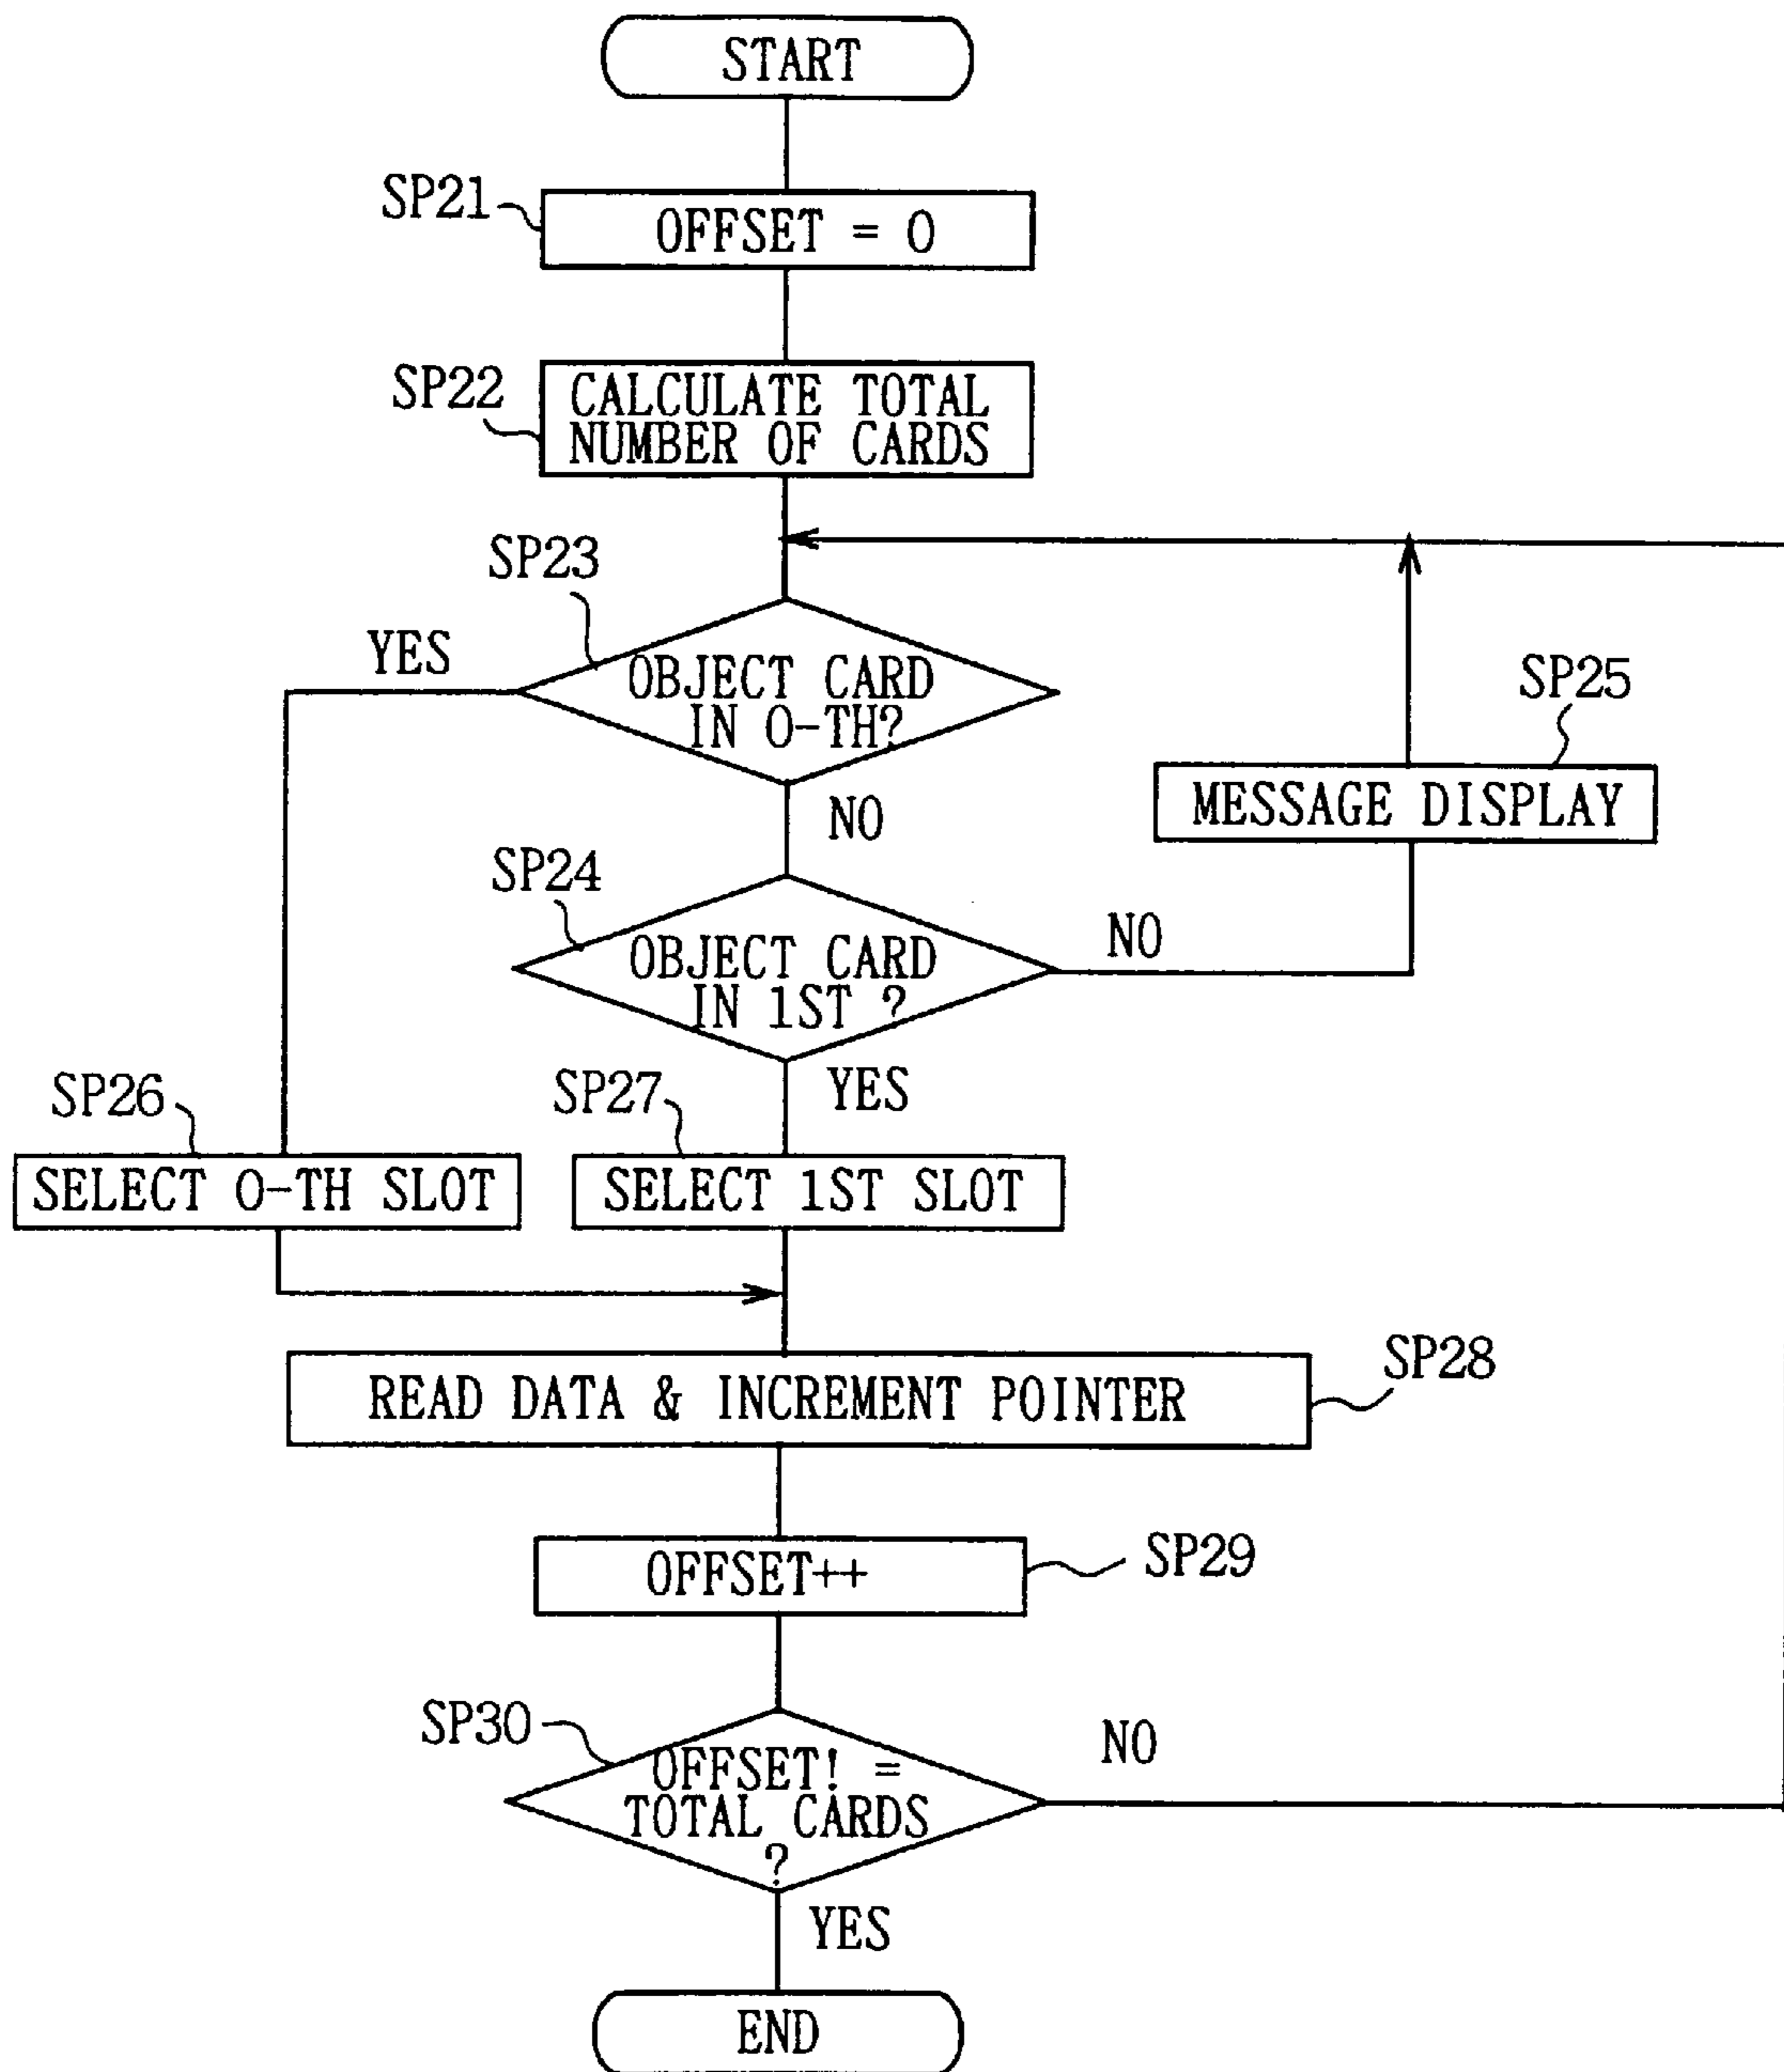 START
SP21
OFFSET = 0
SP22
CALCULATE TOTAL
NUMBER OF CARDS
SP23
YES
OBJECT CARD
IN 0-TH?
SP25
MESSAGE DISPLAY
NO
SP24
OBJECT CARD
IN 1ST ?
NO
YES
SP26
SP27
SELECT 0-TH SLOT
SELECT 1ST SLOT
SP28
READ DATA & INCREMENT POINTER
OFFSET++
SP29
SP30
OFFSET! =
TOTAL CARDS
?
NO
YES
END